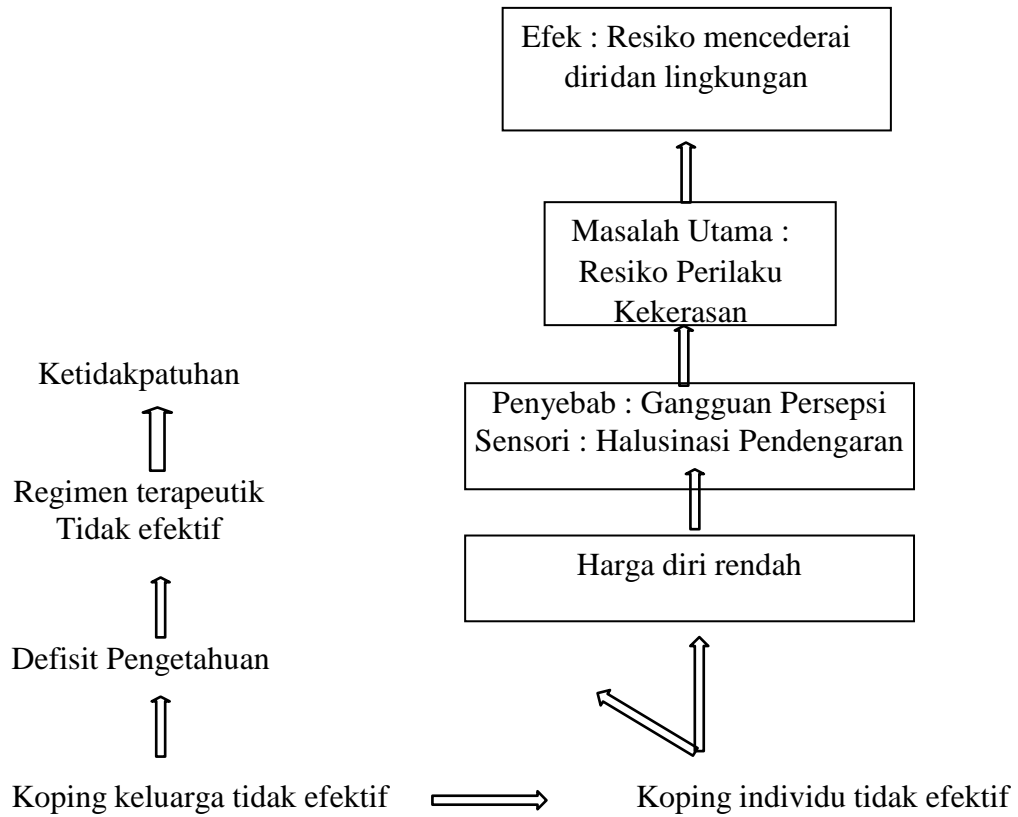 Efek : Resiko mencederai
diridan lingkungan
Masalah Utama :
Resiko Perilaku
Kekerasan
Ketidakpatuhan
Penyebab : Gangguan Persepsi
Sensori : Halusinasi Pendengaran
Regimen terapeutik
Tidak efektif
Harga diri rendah
Defisit Pengetahuan
Koping keluarga tidak efektif
Koping individu tidak efektif